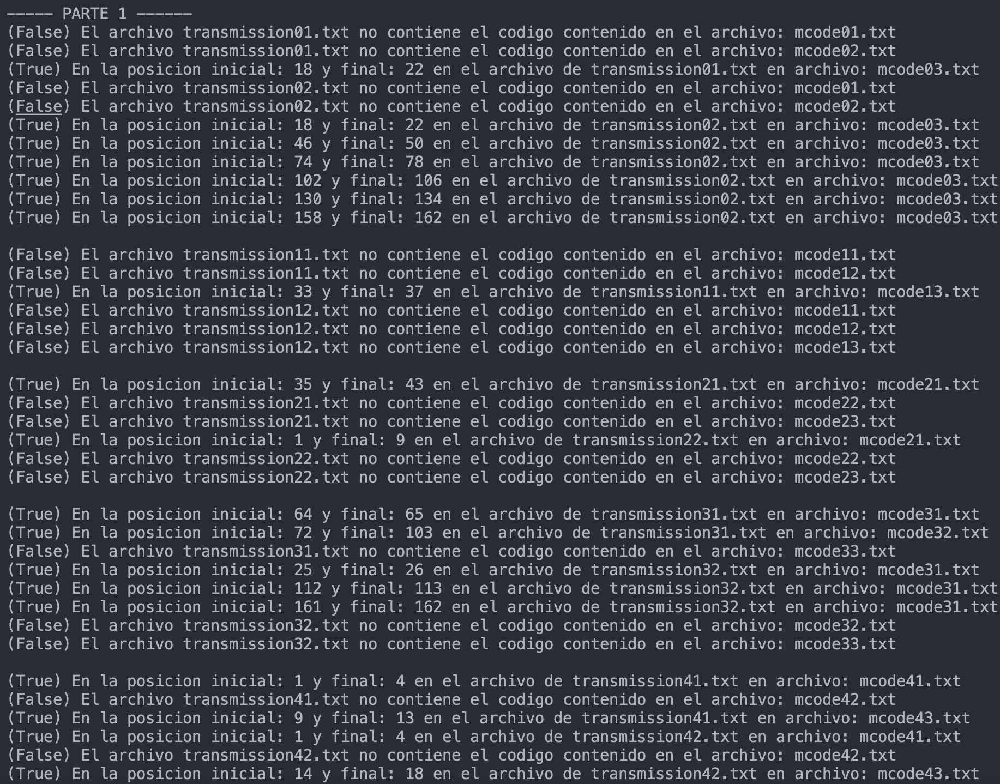 ----- PARTE 1 ------
(False) El archivo transmission01.txt no contiene el codigo contenido en el archivo: mcode01.txt
(False) El archivo transmission01.txt no contiene el codigo contenido en el archivo: mcode02.txt
(True) En la posicion inicial: 18 y final: 22 en el archivo de transmission01.txt en archivo: mcode03.txt
(False) El archivo transmission02.txt no contiene el codigo contenido en el archivo: mcode01.txt
(False) El archivo transmission02.txt no contiene el codigo contenido en el archivo: mcode02.txt
(True) En la posicion inicial: 18 y final: 22 en el archivo de transmission02.txt en archivo: mcode03.txt
(True) En la posicion inicial: 46 y final: 50 en el archivo de transmission02.txt en archivo: mcode03.txt
(True) En la posicion inicial: 74 y final: 78 en el archivo de transmission02.txt en archivo: mcode03.txt
(True) En la posicion inicial: 102 y final: 106 en el archivo de transmission02.txt en archivo: mcode03.txt
(True) En la posicion inicial: 130 y final: 134 en el archivo de transmission02.txt en archivo: mcode03.txt
(True) En la posicion inicial: 158 y final: 162 en el archivo de transmission02.txt en archivo: mcode03.txt

(False) El archivo transmission11.txt no contiene el codigo contenido en el archivo: mcode11.txt
(False) El archivo transmission11.txt no contiene el codigo contenido en el archivo: mcode12.txt
(True) En la posicion inicial: 33 y final: 37 en el archivo de transmission11.txt en archivo: mcode13.txt
(False) El archivo transmission12.txt no contiene el codigo contenido en el archivo: mcode11.txt
(False) El archivo transmission12.txt no contiene el codigo contenido en el archivo: mcode12.txt
(False) El archivo transmission12.txt no contiene el codigo contenido en el archivo: mcode13.txt

(True) En la posicion inicial: 35 y final: 43 en el archivo de transmission21.txt en archivo: mcode21.txt
(False) El archivo transmission21.txt no contiene el codigo contenido en el archivo: mcode22.txt
(False) El archivo transmission21.txt no contiene el codigo contenido en el archivo: mcode23.txt
(True) En la posicion inicial: 1 y final: 9 en el archivo de transmission22.txt en archivo: mcode21.txt
(False) El archivo transmission22.txt no contiene el codigo contenido en el archivo: mcode22.txt
(False) El archivo transmission22.txt no contiene el codigo contenido en el archivo: mcode23.txt

(True) En la posicion inicial: 64 y final: 65 en el archivo de transmission31.txt en archivo: mcode31.txt
(True) En la posicion inicial: 72 y final: 103 en el archivo de transmission31.txt en archivo: mcode32.txt
(False) El archivo transmission31.txt no contiene el codigo contenido en el archivo: mcode33.txt
(True) En la posicion inicial: 25 y final: 26 en el archivo de transmission32.txt en archivo: mcode31.txt
(True) En la posicion inicial: 112 y final: 113 en el archivo de transmission32.txt en archivo: mcode31.txt
(True) En la posicion inicial: 161 y final: 162 en el archivo de transmission32.txt en archivo: mcode31.txt
(False) El archivo transmission32.txt no contiene el codigo contenido en el archivo: mcode32.txt
(False) El archivo transmission32.txt no contiene el codigo contenido en el archivo: mcode33.txt

(True) En la posicion inicial: 1 y final: 4 en el archivo de transmission41.txt en archivo: mcode41.txt
(False) El archivo transmission41.txt no contiene el codigo contenido en el archivo: mcode42.txt
(True) En la posicion inicial: 9 y final: 13 en el archivo de transmission41.txt en archivo: mcode43.txt
(True) En la posicion inicial: 1 y final: 4 en el archivo de transmission42.txt en archivo: mcode41.txt
(False) El archivo transmission42.txt no contiene el codigo contenido en el archivo: mcode42.txt
(True) En la posicion inicial: 14 y final: 18 en el archivo de transmission42.txt en archivo: mcode43.txt